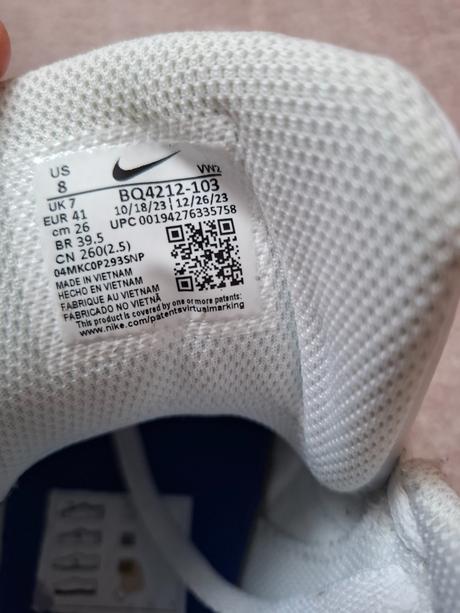 US
8
VW2
UK 7
BQ4212-103
EUR 41
10/18/23 | 12/26/23
cm 26
UPC 00194276335758
BR 39.5
CN 260(2.5)
04MKC0P293SNP
MADE IN VIETNAM
HECHO EN VIETNAM
FABRIQUE AU VIETNAM
FABRICADO NO VIETNÃ
This product is covered by one or more patents:
www.nike.com/patentsvirtualmarking